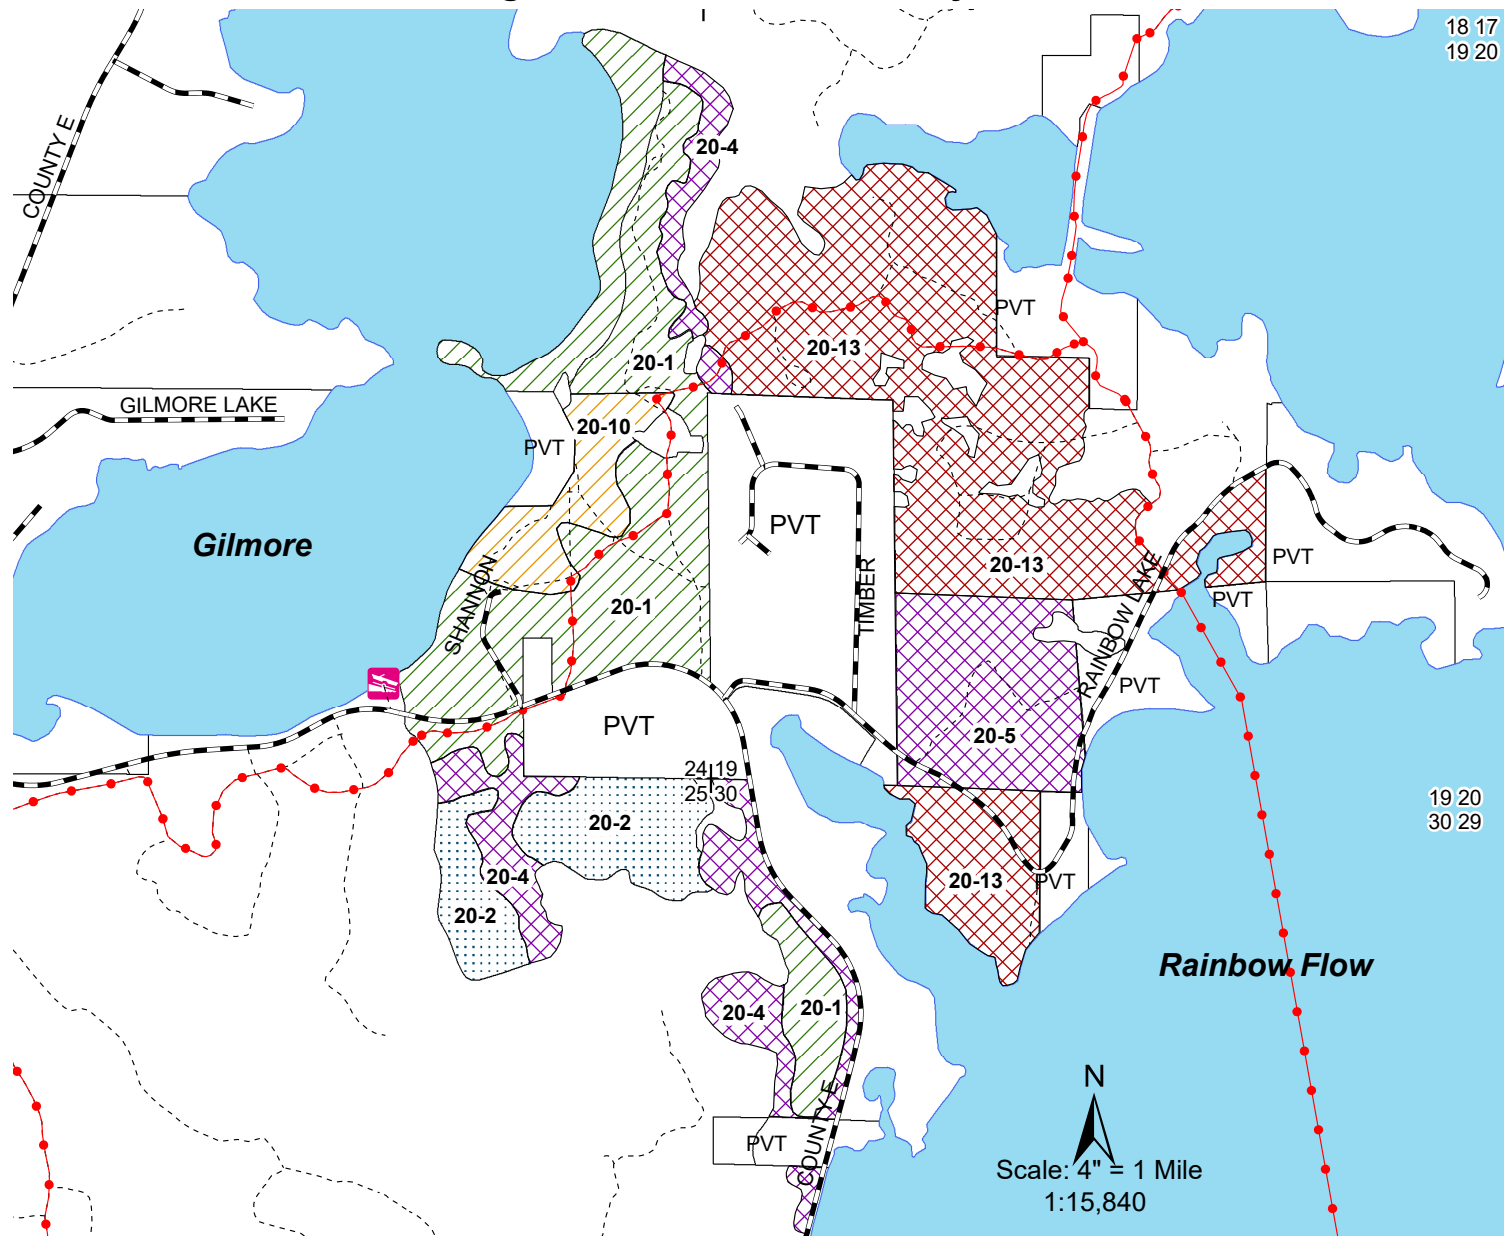 18 17
19 20
COUNTY E
20-4
PVT
20-13
20-1
GILMORE LAKE
20-10
PVT
PVT
Gilmore
PVT
SHANNON
TIMBER
20-13
RAINBOW LAKE
PVT
20-1
PVT
PVT
20-5
24 19
25 30
19 20
30 29
20-2
20-4
20-13
PVT
20-2
Rainbow Flow
20-4
20-1
N
COUNTY E
PVT
Scale: 4" = 1 Mile
1:15,840